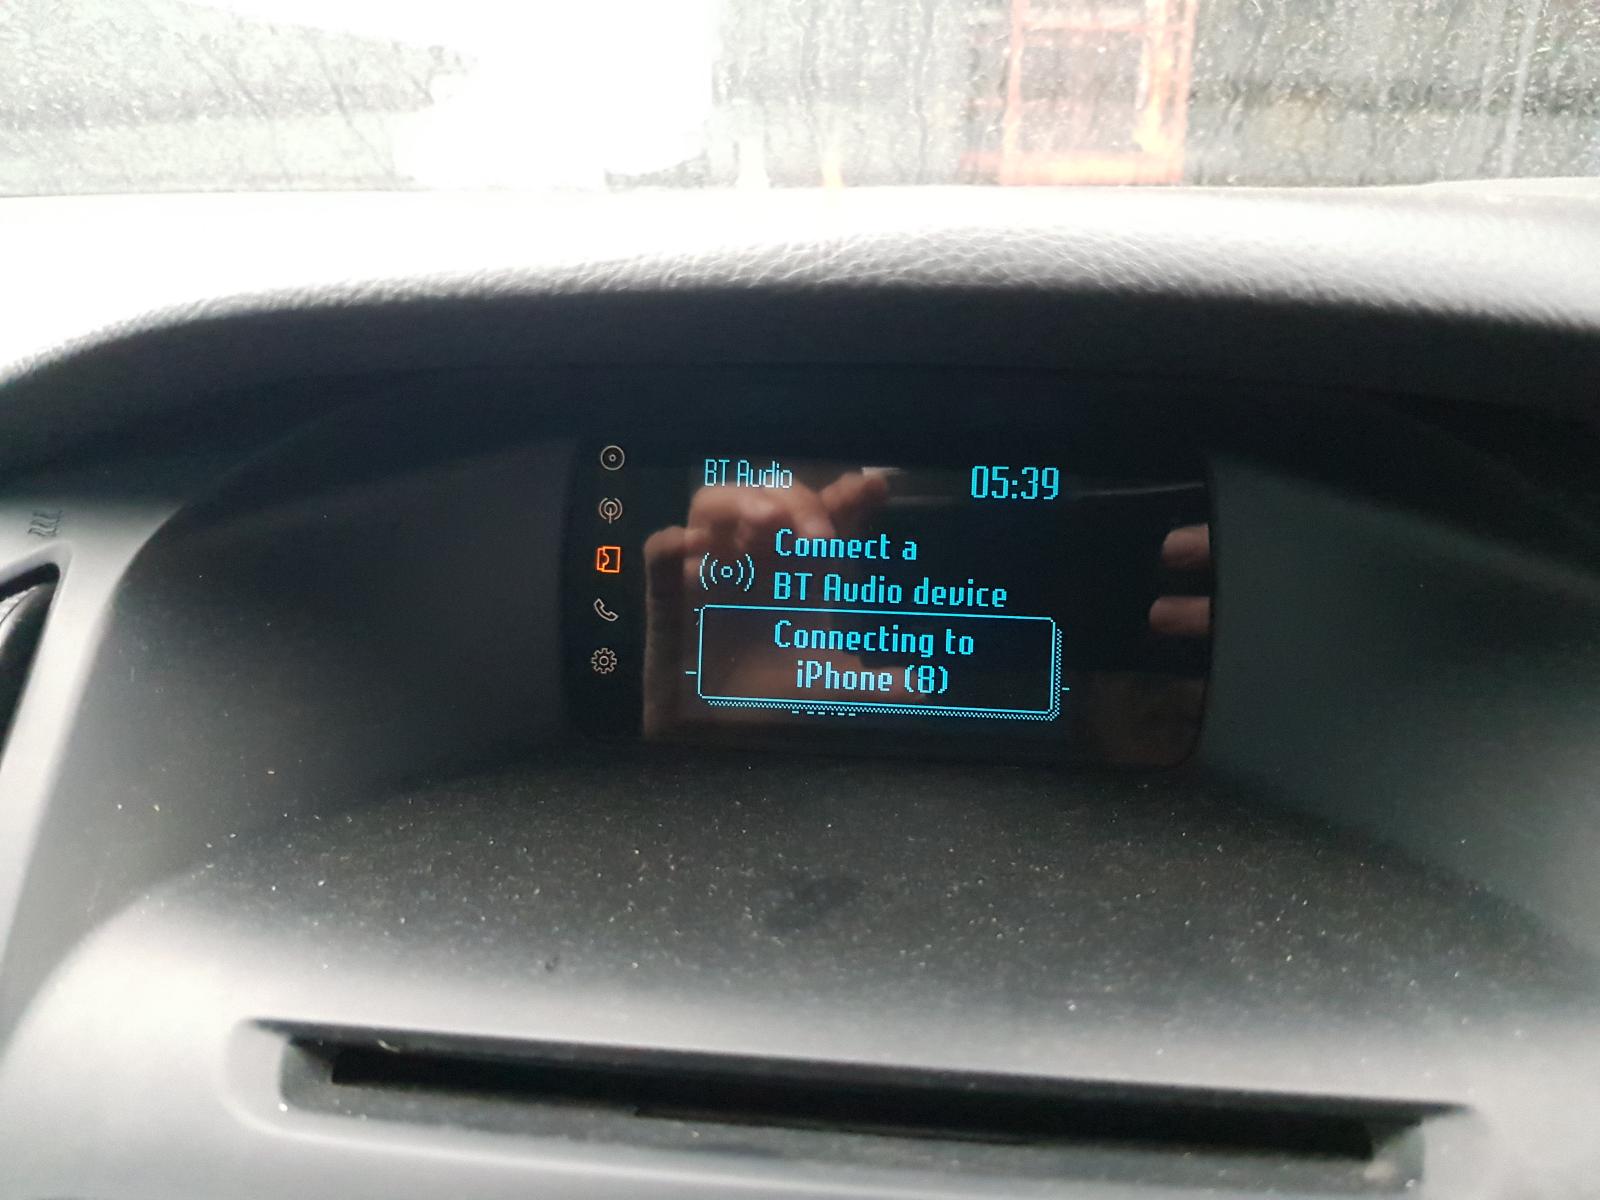 BT Audio
05:39
Connect a
BT Audio device
Connecting to
iPhone (8)